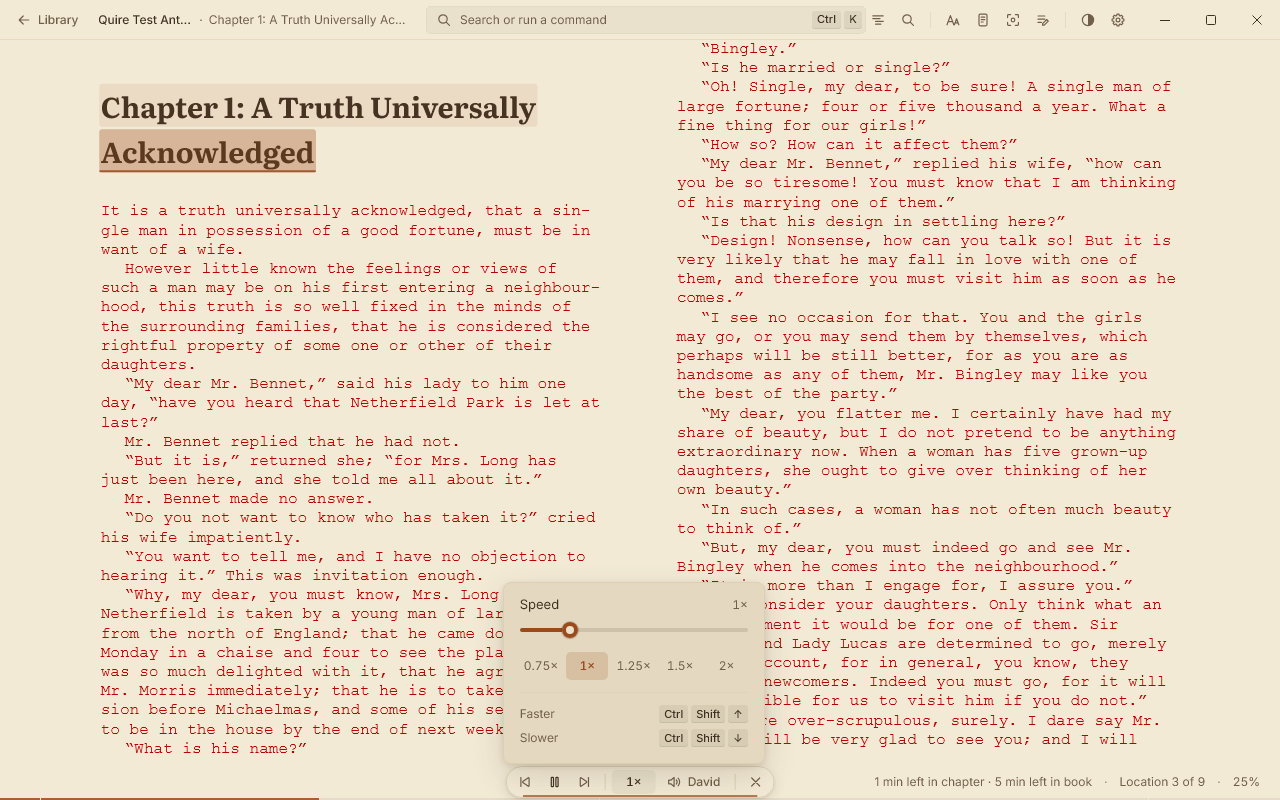 Library
Quire Test Ant... · Chapter 1: A Truth Universally Ac...
Search or run a command Ctrl K
Chapter 1: A Truth Universally
Acknowledged
It is a truth universally acknowledged, that a sin-
gle man in possession of a good fortune, must be in
want of a wife.
However little known the feelings or views of
such a man may be on his first entering a neighbour-
hood, this truth is so well fixed in the minds of
the surrounding families, that he is considered the
rightful property of some one or other of their
daughters.
“My dear Mr. Bennet,” said his lady to him one
day, “have you heard that Netherfield Park is let at
last?”
Mr. Bennet replied that he had not.
“But it is,” returned she; “for Mrs. Long has
just been here, and she told me all about it.”
Mr. Bennet made no answer.
“Do you not want to know who has taken it?” cried
his wife impatiently.
“You want to tell me, and I have no objection to
hearing it.” This was invitation enough.
“Why, my dear, you must know, Mrs. Long
Netherfield is taken by a young man of lar
from the north of England; that he came do
Monday in a chaise and four to see the pla
was so much delighted with it, that he agr
Mr. Morris immediately; that he is to take
sion before Michaelmas, and some of his se
to be in the house by the end of next week
“What is his name?”
“Bingley.”
“Is he married or single?”
“Oh! Single, my dear, to be sure! A single man of
large fortune; four or five thousand a year. What a
fine thing for our girls!”
“How so? How can it affect them?”
“My dear Mr. Bennet,” replied his wife, “how can
you be so tiresome! You must know that I am thinking
of his marrying one of them.”
“Is that his design in settling here?”
“Design! Nonsense, how can you talk so! But it is
very likely that he may fall in love with one of
them, and therefore you must visit him as soon as he
comes.”
“I see no occasion for that. You and the girls
may go, or you may send them by themselves, which
perhaps will be still better, for as you are as
handsome as any of them, Mr. Bingley may like you
the best of the party.”
“My dear, you flatter me. I certainly have had my
share of beauty, but I do not pretend to be anything
extraordinary now. When a woman has five grown-up
daughters, she ought to give over thinking of her
own beauty.”
“In such cases, a woman has not often much beauty
to think of.”
“But, my dear, you must indeed go and see Mr.
Bingley when he comes into the neighbourhood.”
more than I engage for, I assure you.”
onsider your daughters. Only think what an
ment it would be for one of them. Sir
nd Lady Lucas are determined to go, merely
ccount, for in general, you know, they
newcomers. Indeed you must go, for it will
ible for us to visit him if you do not.”
re over-scrupulous, surely. I dare say Mr.
ill be very glad to see you; and I will
Speed 1×
0.75× 1× 1.25× 1.5× 2×
Faster Ctrl Shift ↑
Slower Ctrl Shift ↓
1× David
1 min left in chapter · 5 min left in book · Location 3 of 9 · 25%